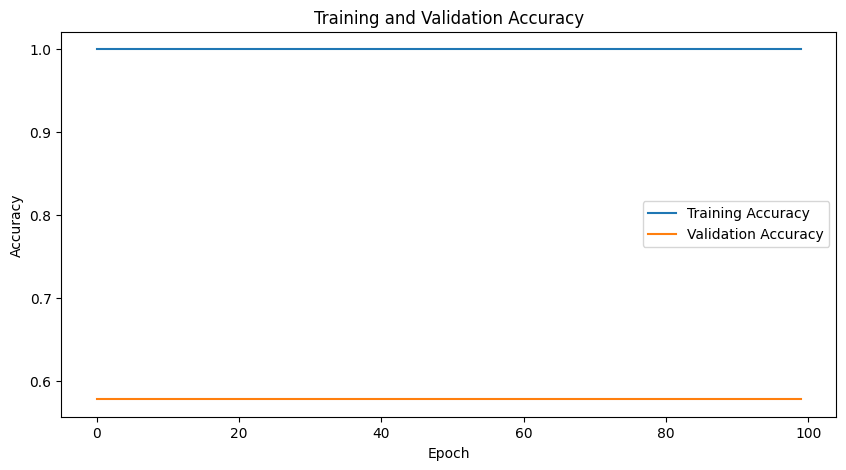 Training and Validation Accuracy
1.0
0.9
0.8
0.7
0.6
Accuracy
Training Accuracy
Validation Accuracy
0 20 40 60 80 100
Epoch